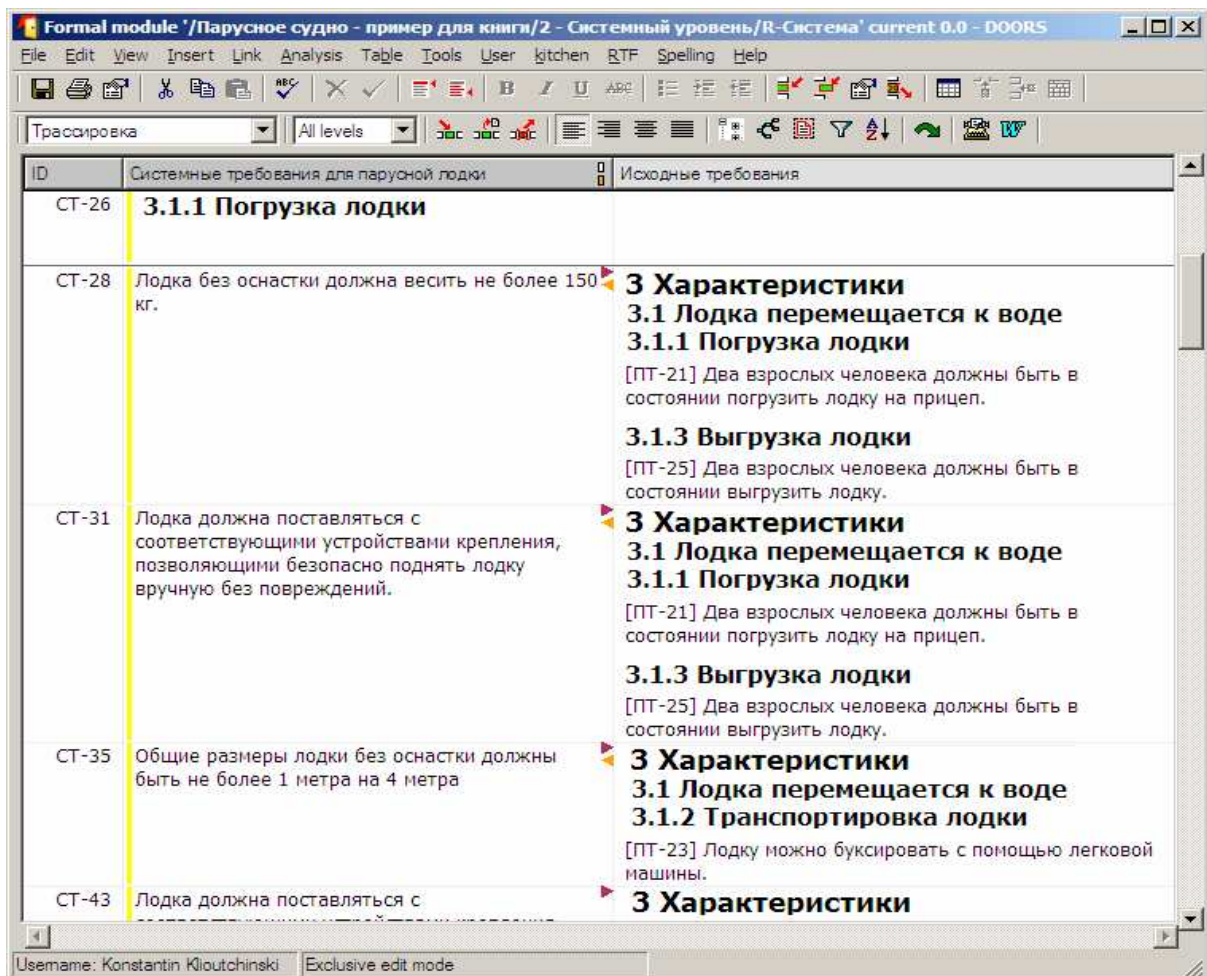 Formal module '/Парусное судно - пример для книги/2 - Системный уровень/R-Система' current 0.0 - DOORS
File Edit View Insert Link Analysis Table Tools User kitchen RTF Spelling Help
Трассировка All levels
ID Системные требования для парусной лодки Исходные требования
СТ-26 3.1.1 Погрузка лодки
СТ-28 Лодка без оснастки должна весить не более 150
кг.
3 Характеристики
3.1 Лодка перемещается к воде
3.1.1 Погрузка лодки
[ПТ-21] Два взрослых человека должны быть в
состоянии погрузить лодку на прицеп.
3.1.3 Выгрузка лодки
[ПТ-25] Два взрослых человека должны быть в
состоянии выгрузить лодку.
СТ-31 Лодка должна поставляться с
соответствующими устройствами крепления,
позволяющими безопасно поднять лодку
вручную без повреждений.
3 Характеристики
3.1 Лодка перемещается к воде
3.1.1 Погрузка лодки
[ПТ-21] Два взрослых человека должны быть в
состоянии погрузить лодку на прицеп.
3.1.3 Выгрузка лодки
[ПТ-25] Два взрослых человека должны быть в
состоянии выгрузить лодку.
СТ-35 Общие размеры лодки без оснастки должны
быть не более 1 метра на 4 метра
3 Характеристики
3.1 Лодка перемещается к воде
3.1.2 Транспортировка лодки
[ПТ-23] Лодку можно буксировать с помощью легковой
машины.
СТ-43 Лодка должна поставляться с
3 Характеристики
Username: Konstantin Klioutchinski Exclusive edit mode